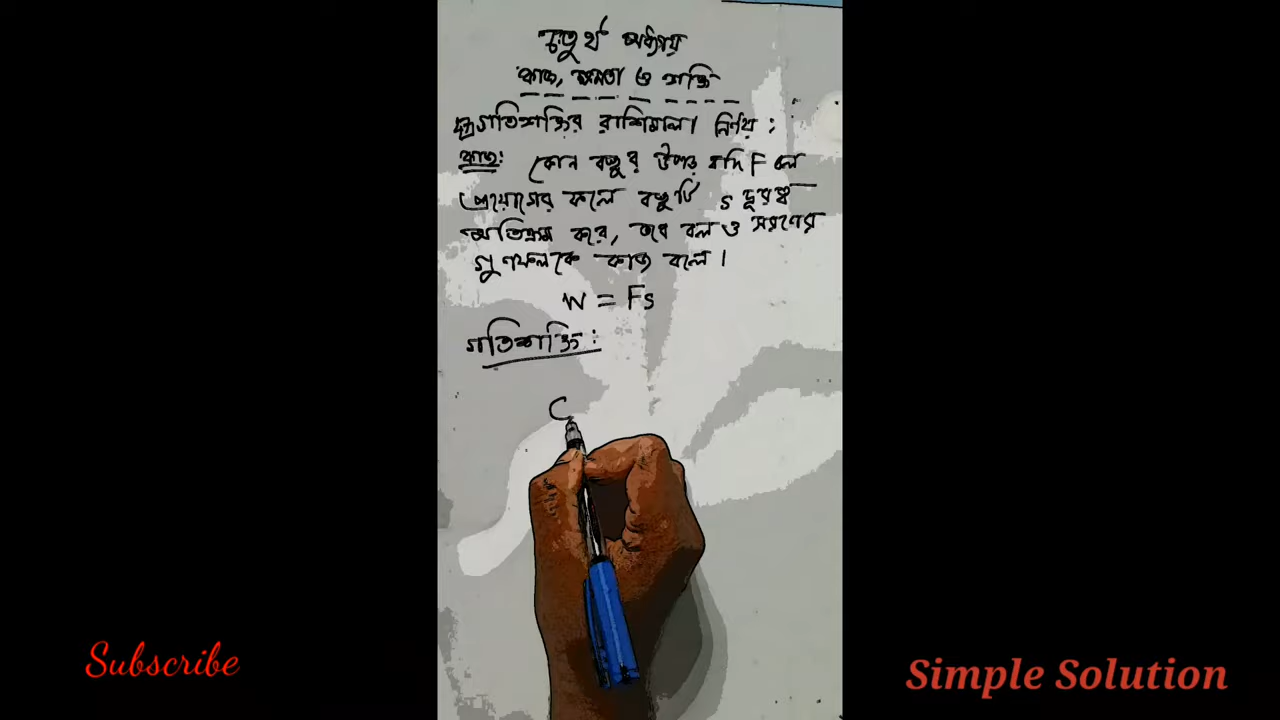 চতুর্থ অধ্যায়
কাজ, ক্ষমতা ও শক্তি
গতিশক্তির রাশিমালা নির্ণয় :
কাজ: কোন বস্তুর উপর যদি F বল
প্রয়োগের ফলে বস্তুটি s দূরত্ব
অতিক্রম করে, তবে বল ও সরণের
গুণফলকে কাজ বলে।
W = Fs
গতিশক্তি :
Subscribe
Simple Solution